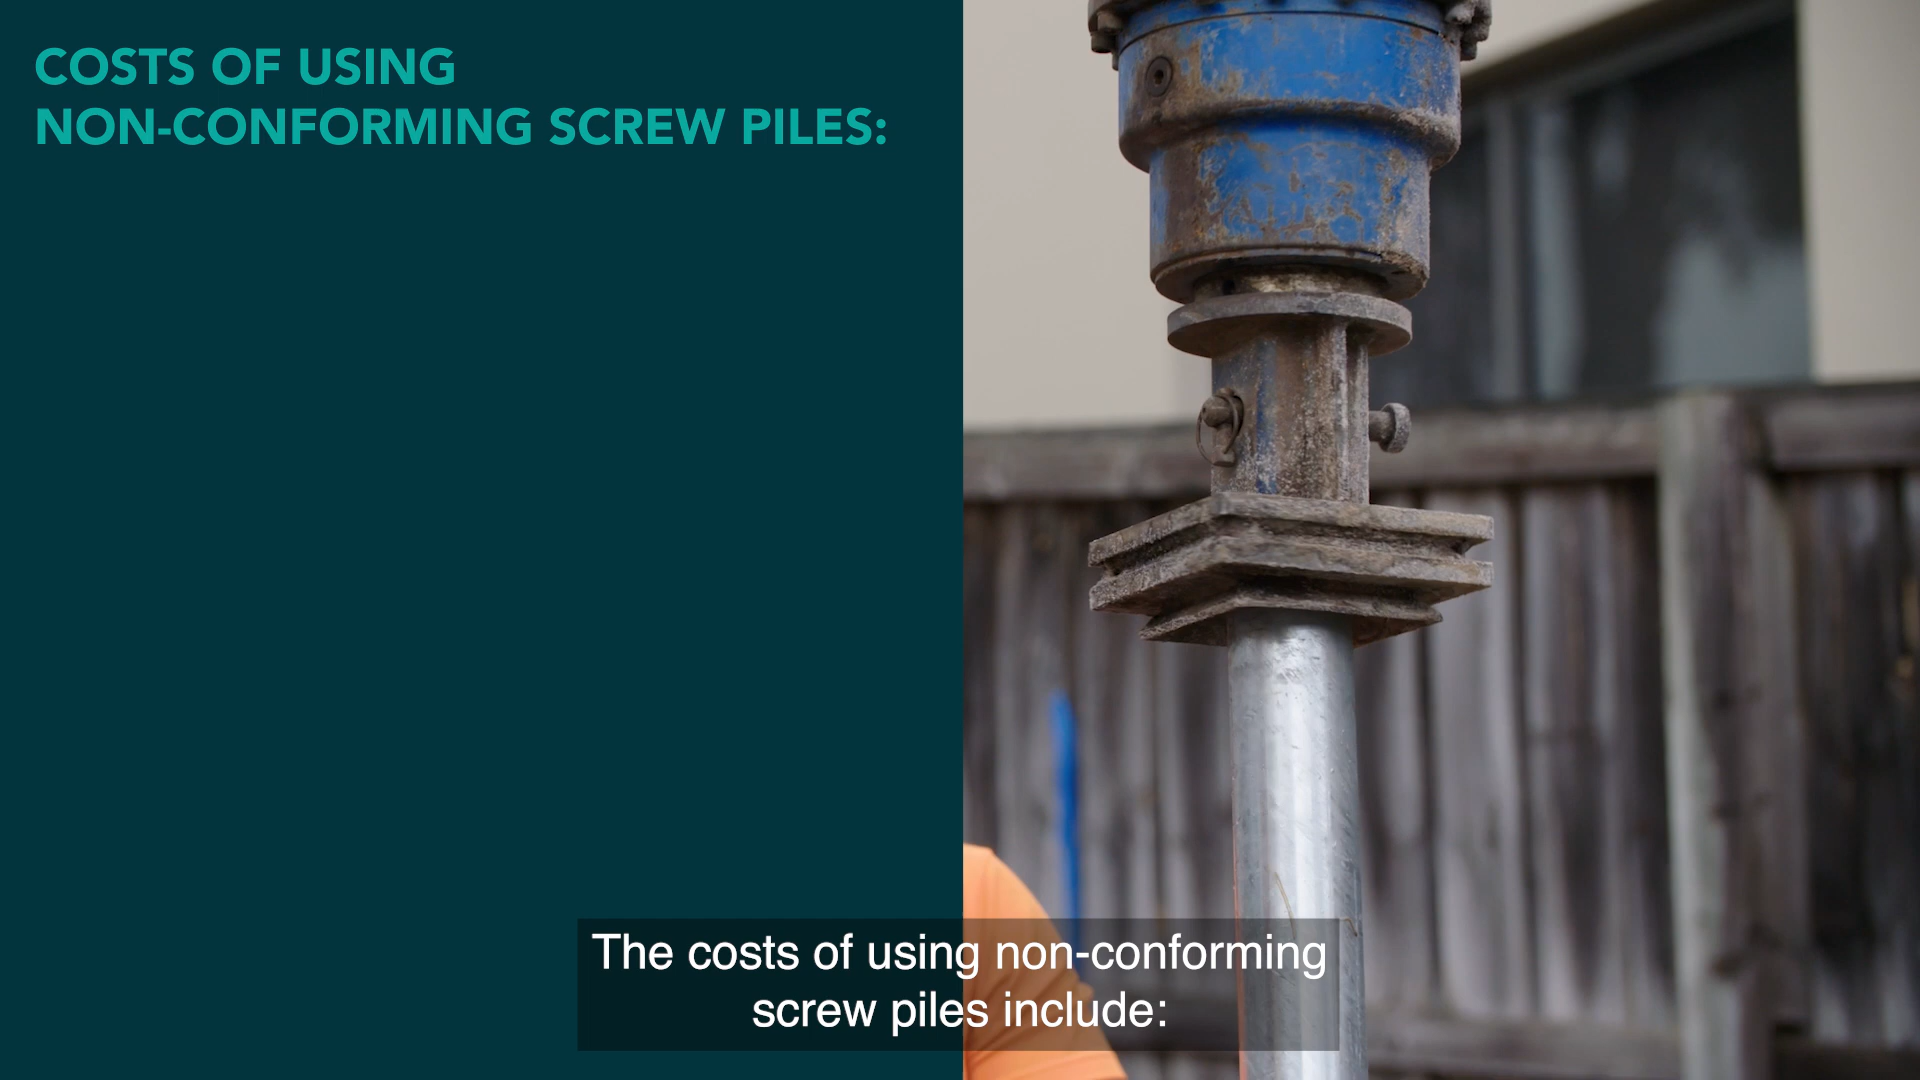 COSTS OF USING
NON-CONFORMING SCREW PILES:
The costs of using non-conforming
screw piles include: